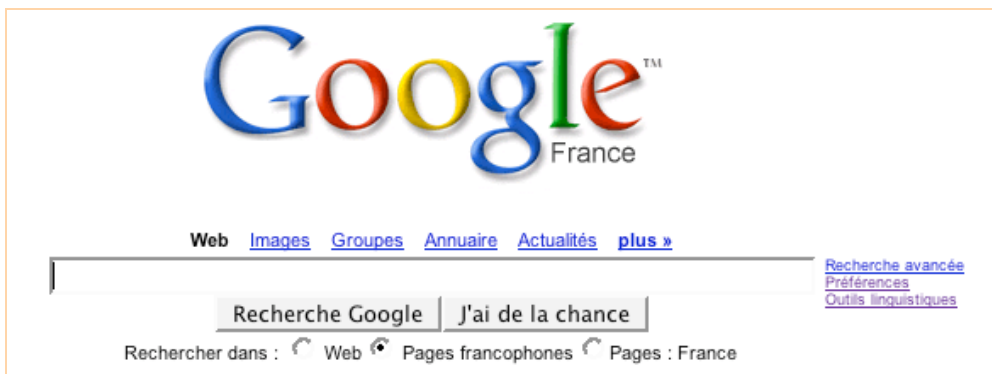 Google™
France
Web Images Groupes Annuaire Actualités plus »
Recherche avancée
Préférences
Outils linguistiques
Recherche Google J'ai de la chance
Rechercher dans : Web Pages francophones Pages : France